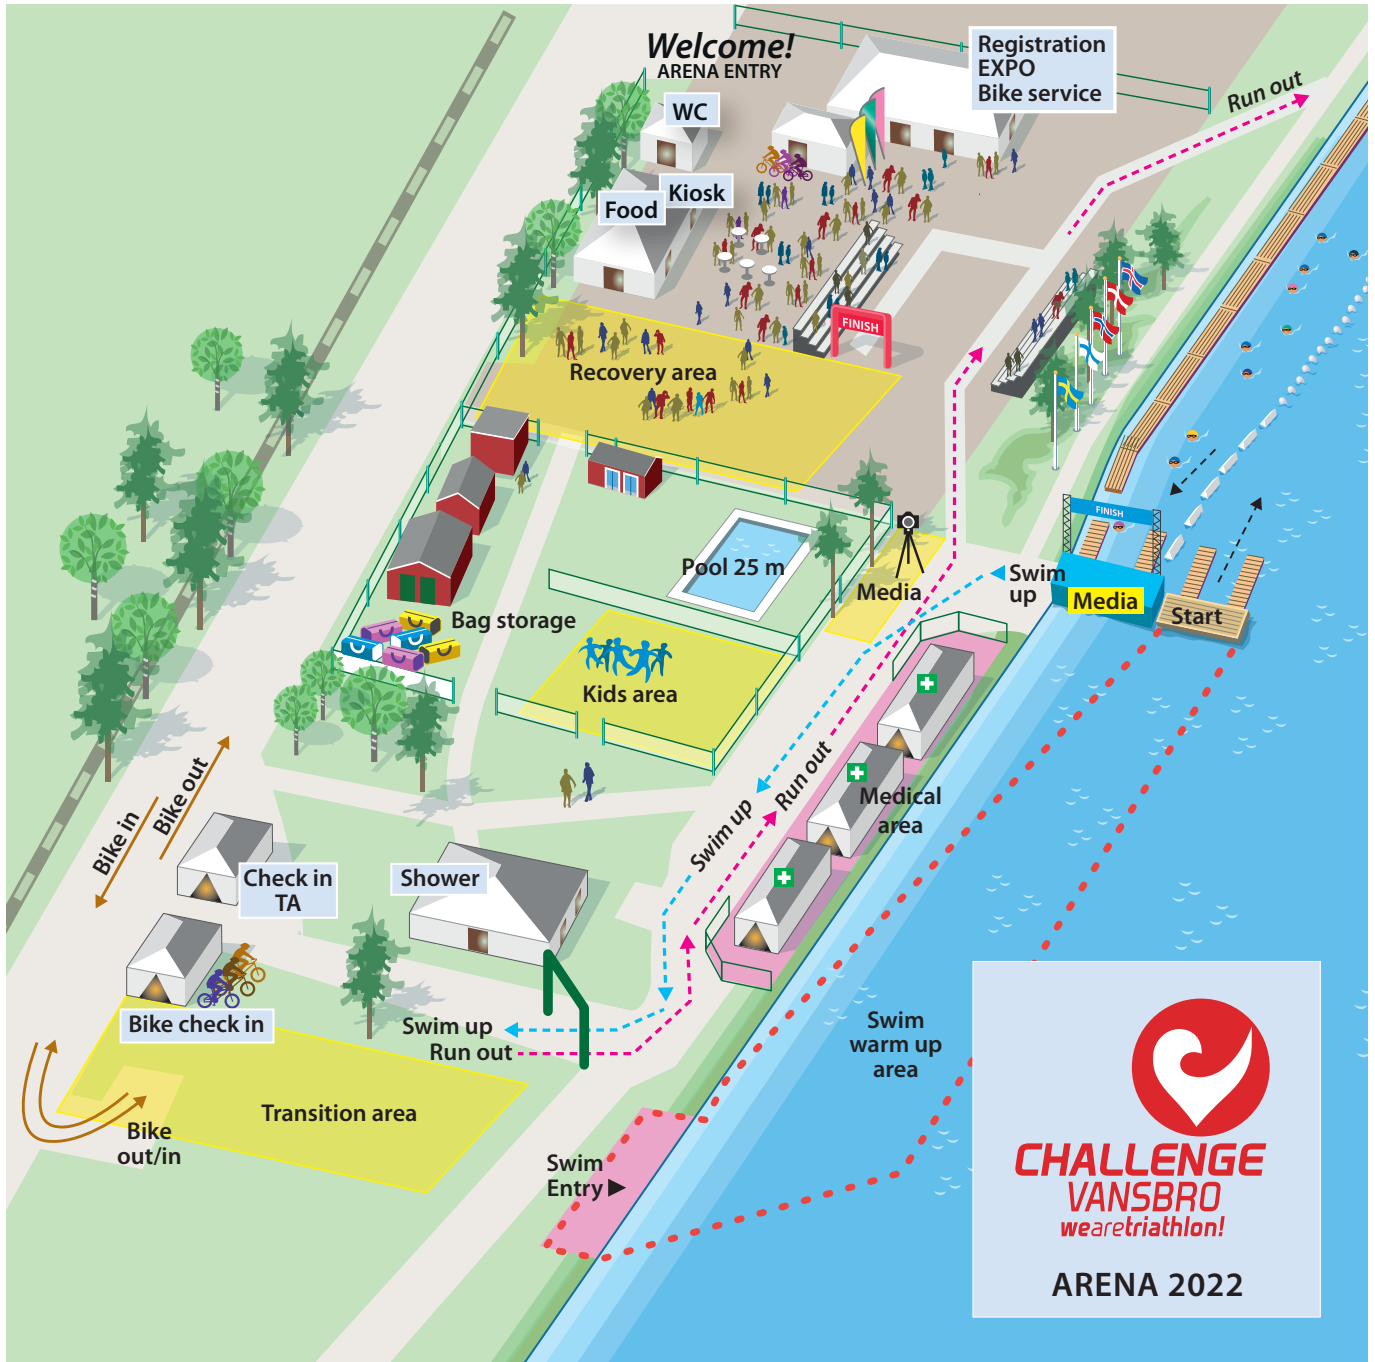 Welcome!
ARENA ENTRY
Registration
EXPO
Bike service
WC
Run out
Kiosk
Food
FINISH
Recovery area
FINISH
Pool 25 m
Swim
up
Media
Media
Start
Bag storage
Kids area
Bike out
Bike in
Run out
Swim up
Medical
area
Check in
TA
Shower
Bike check in
Swim up
Run out
Swim
warm up
area
Transition area
Bike
out/in
Swim
Entry
CHALLENGE
VANSBRO
wearetriathlon!
ARENA 2022